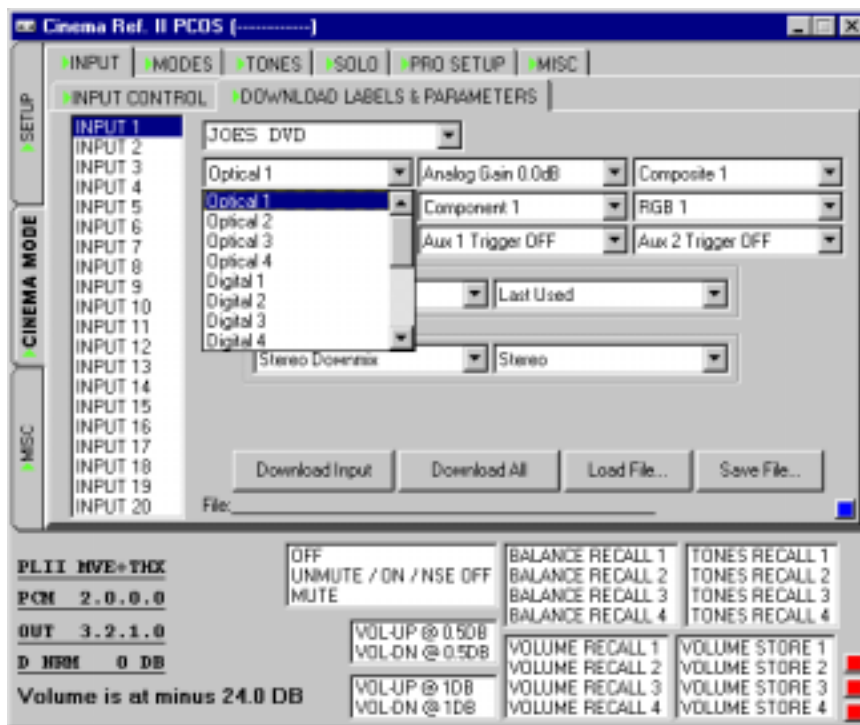 Cinema Ref. II PCOS (-------------)
INPUT MODES TONES SOLO PRO SETUP MISC
INPUT CONTROL DOWNLOAD LABELS & PARAMETERS
SETUP
CINEMA MODE
MISC
INPUT 1
INPUT 2
INPUT 3
INPUT 4
INPUT 5
INPUT 6
INPUT 7
INPUT 8
INPUT 9
INPUT 10
INPUT 11
INPUT 12
INPUT 13
INPUT 14
INPUT 15
INPUT 16
INPUT 17
INPUT 18
INPUT 19
INPUT 20
JOES DVD
Optical 1 Analog Gain 0.0dB Composite 1
Optical 1
Optical 2
Optical 3
Optical 4
Digital 1
Digital 2
Digital 3
Digital 4
Component 1 RGB 1
Aux 1 Trigger OFF Aux 2 Trigger OFF
Last Used
Stereo Downmix Stereo
Download Input Download All Load File... Save File...
File:
PLII MVE+THX
PCM 2.0.0.0
OUT 3.2.1.0
D NRM 0 DB
Volume is at minus 24.0 DB
OFF
UNMUTE / ON / NSE OFF
MUTE
VOL-UP @ 0.5DB
VOL-DN @ 0.5DB
VOL-UP @ 1DB
VOL-DN @ 1DB
BALANCE RECALL 1
BALANCE RECALL 2
BALANCE RECALL 3
BALANCE RECALL 4
TONES RECALL 1
TONES RECALL 2
TONES RECALL 3
TONES RECALL 4
VOLUME RECALL 1
VOLUME RECALL 2
VOLUME RECALL 3
VOLUME RECALL 4
VOLUME STORE 1
VOLUME STORE 2
VOLUME STORE 3
VOLUME STORE 4